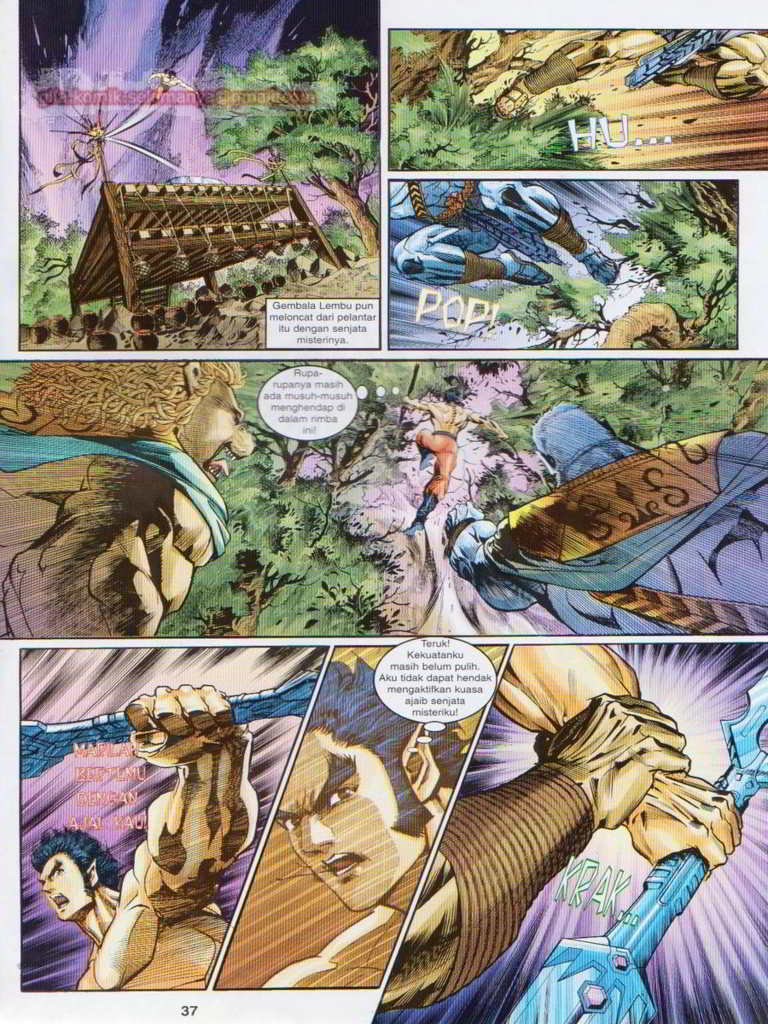 Gembala Lembu pun
meloncat dari pelantar
itu dengan senjata
misterinya.
HU...
POP!
Rupa-
rupanya masih
ada musuh-musuh
menghendap di
dalam rimba
ini!
MARILAH
BERTEMU
DENGAN
AJAL KAU!
Teruk!
Kekuatanku
masih belum pulih.
Aku tidak dapat hendak
mengaktifkan kuasa
ajaib senjata
misteriku!
KRAK...
37